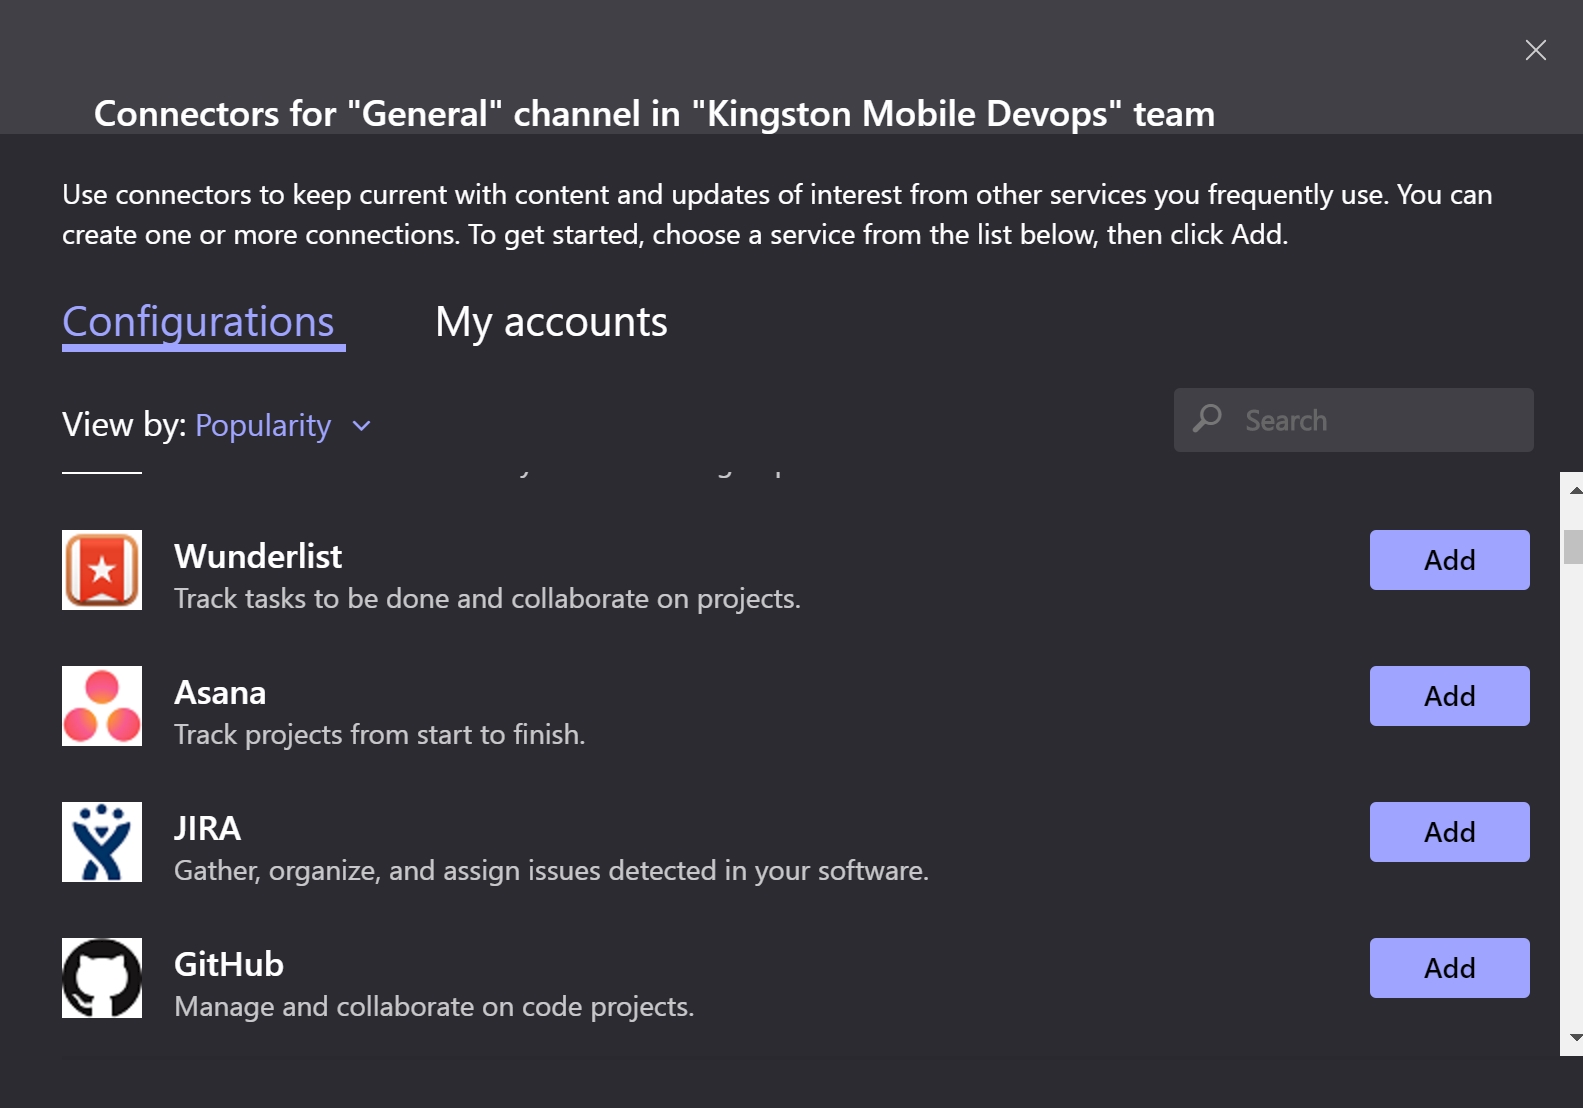 Connectors for "General" channel in "Kingston Mobile Devops" team
Use connectors to keep current with content and updates of interest from other services you frequently use. You can
create one or more connections. To get started, choose a service from the list below, then click Add.
Configurations
My accounts
View by: Popularity
Search
Wunderlist
Track tasks to be done and collaborate on projects.
Add
Asana
Track projects from start to finish.
Add
JIRA
Gather, organize, and assign issues detected in your software.
Add
GitHub
Manage and collaborate on code projects.
Add